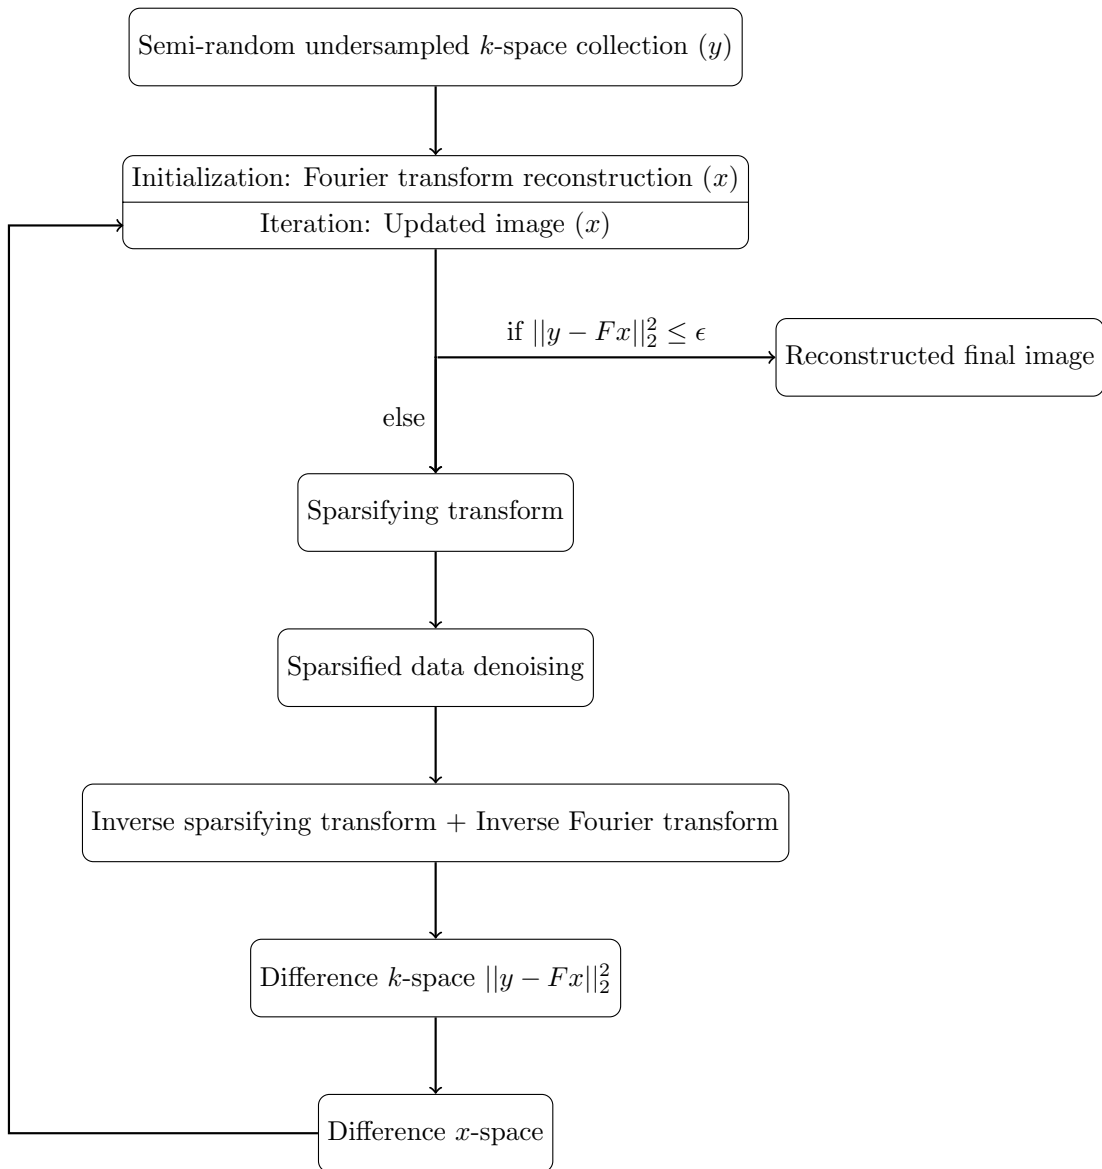 Semi-random undersampled k-space collection (y)
Initialization: Fourier transform reconstruction (x)
Iteration: Updated image (x)
if ||y − Fx||₂² ≤ ϵ
Reconstructed final image
else
Sparsifying transform
Sparsified data denoising
Inverse sparsifying transform + Inverse Fourier transform
Difference k-space ||y − Fx||₂²
Difference x-space